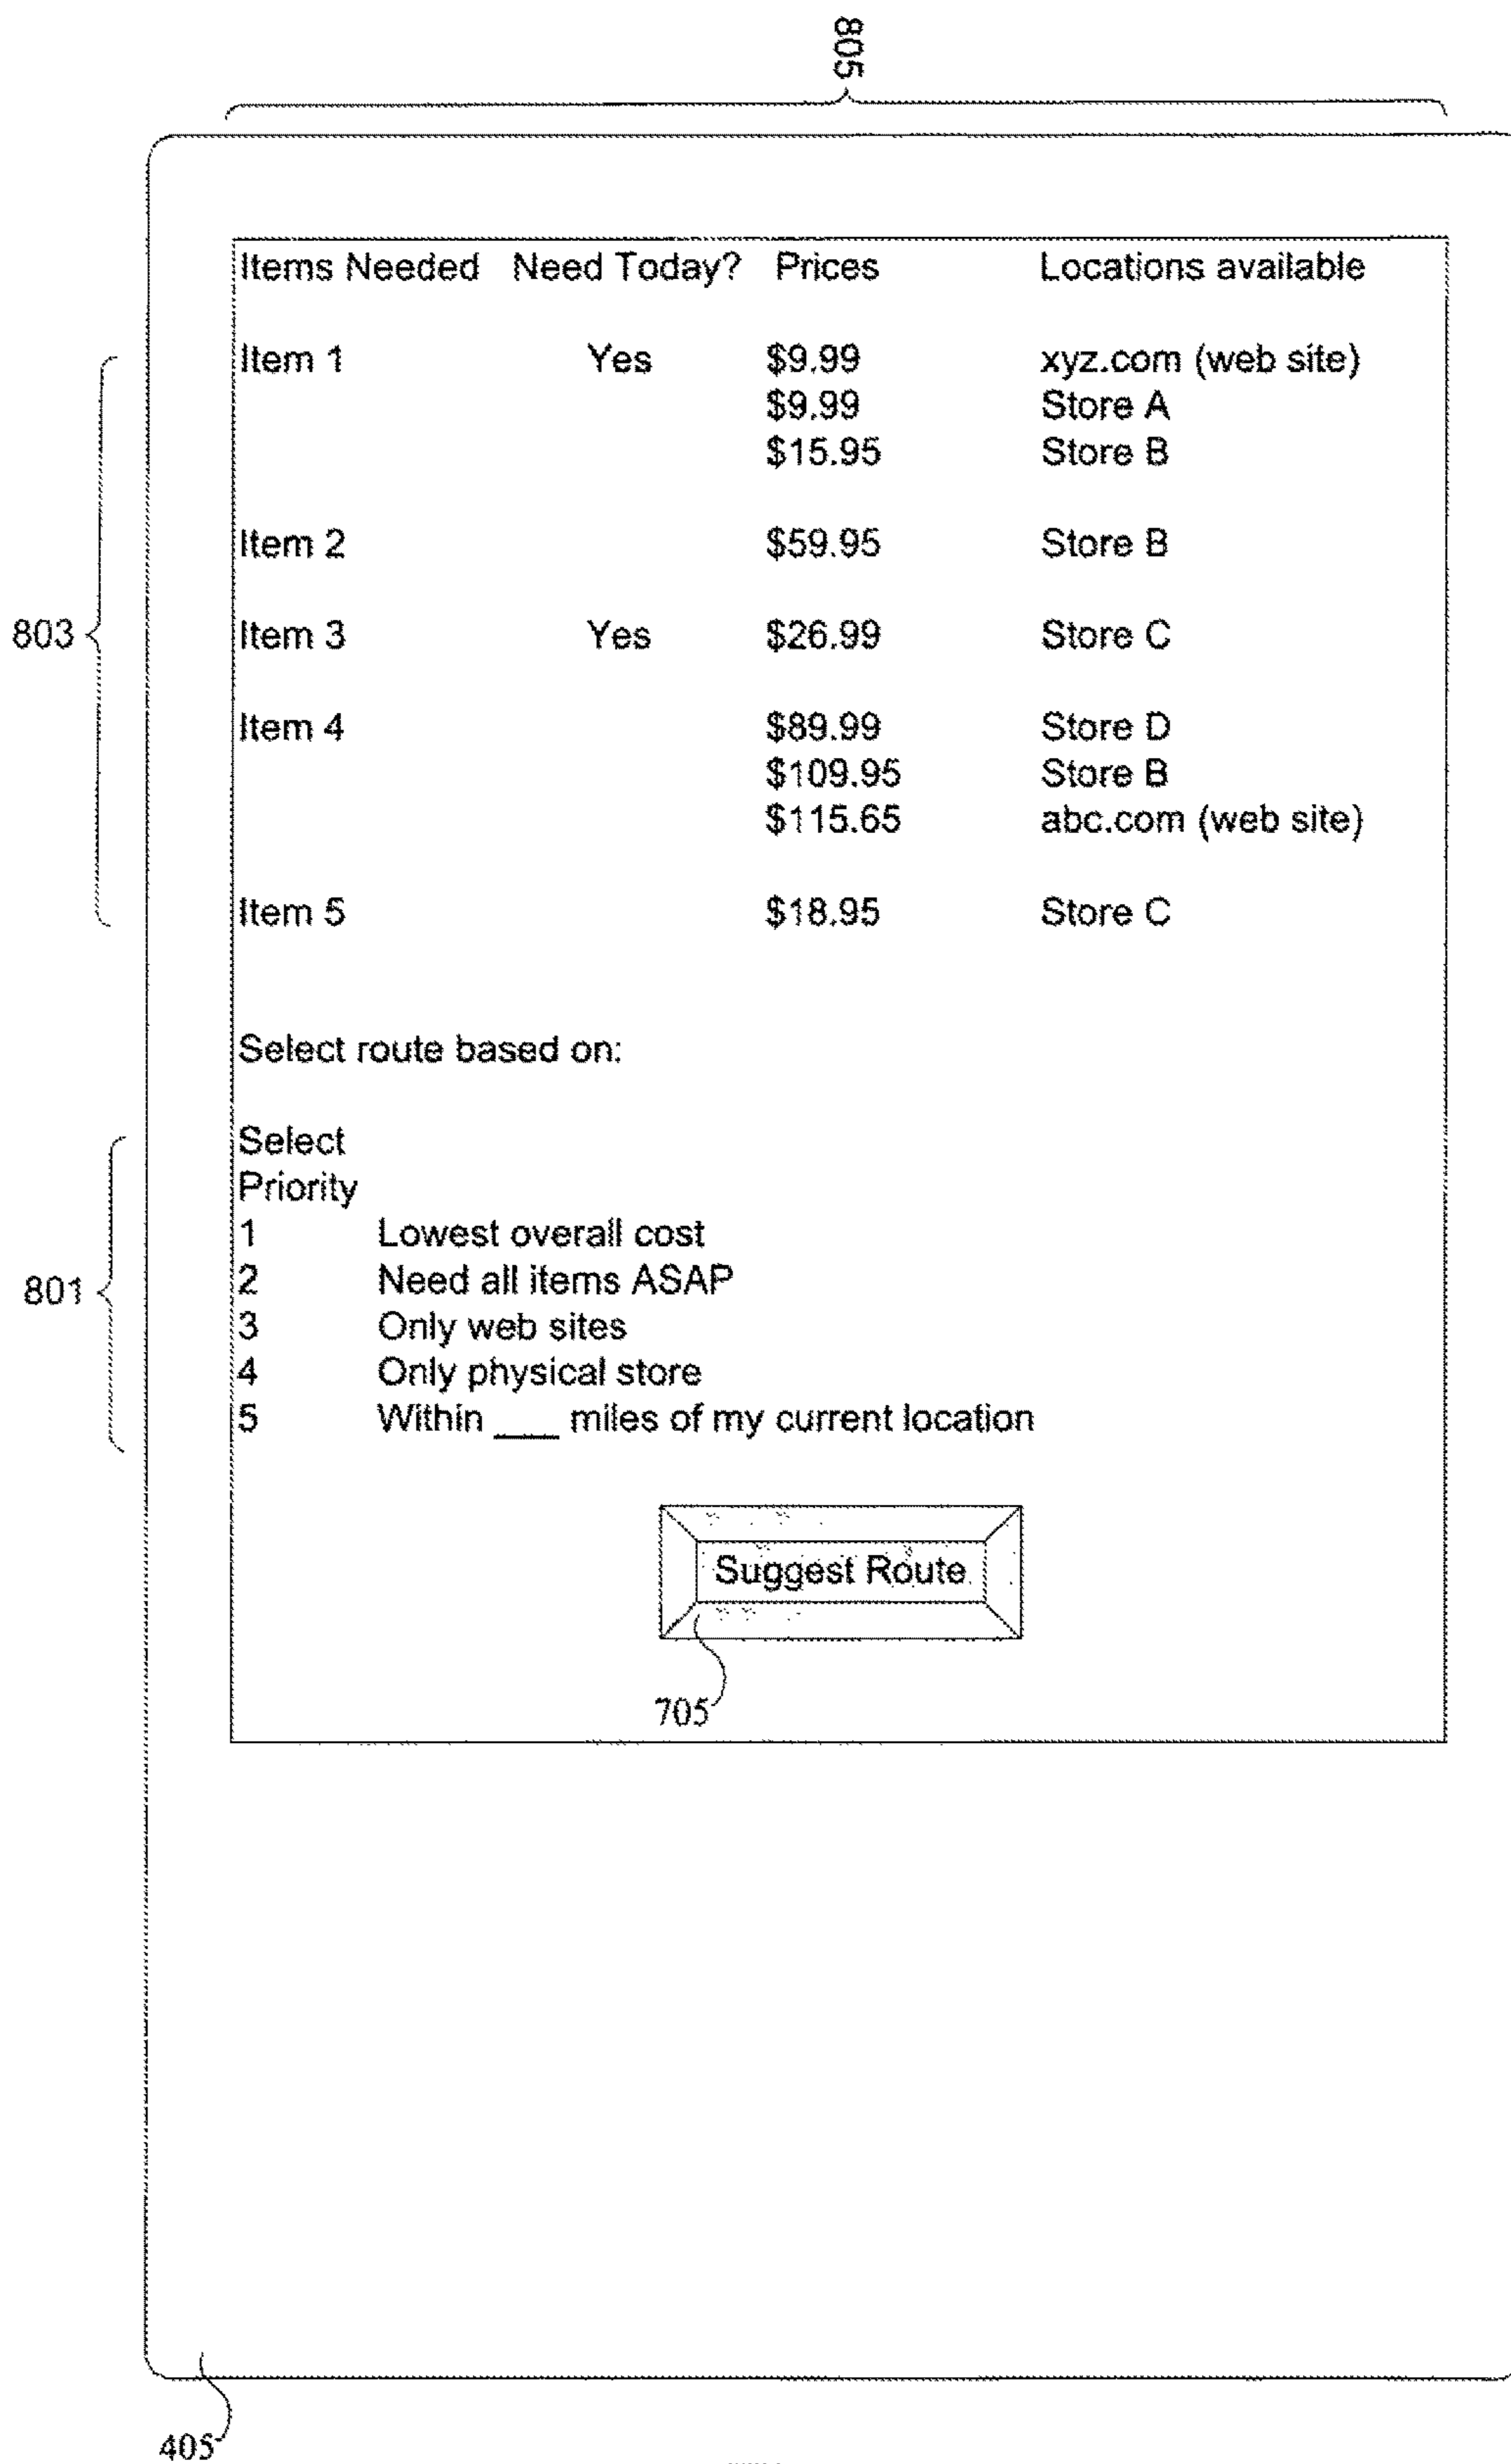 805
Items Needed Need Today? Prices Locations available
Item 1 Yes $9.99 xyz.com (web site)
$9.99 Store A
$15.95 Store B
Item 2 $59.95 Store B
803
Item 3 Yes $26.99 Store C
Item 4 $89.99 Store D
$109.95 Store B
$115.65 abc.com (web site)
Item 5 $18.95 Store C
Select route based on:
Select
Priority
1 Lowest overall cost
801
2 Need all items ASAP
3 Only web sites
4 Only physical store
5 Within ___ miles of my current location
Suggest Route
705
405